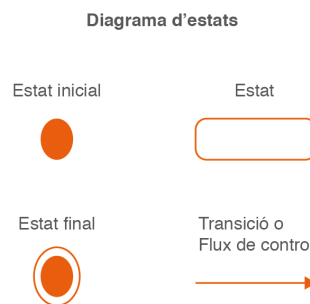 Diagrama d’estats
Estat inicial
Estat
Estat final
Transició o
Flux de contro